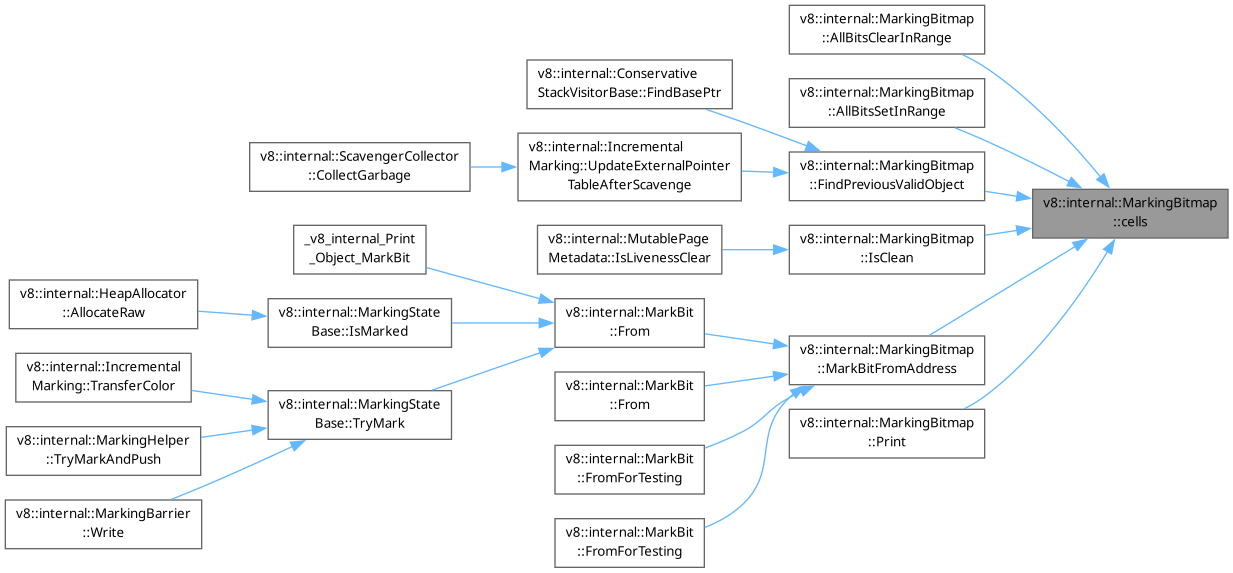 v8::internal::MarkingBitmap
::AllBitsClearInRange
v8::internal::Conservative
StackVisitorBase::FindBasePtr
v8::internal::MarkingBitmap
::AllBitsSetInRange
v8::internal::ScavengerCollector
::CollectGarbage
v8::internal::Incremental
Marking::UpdateExternalPointer
TableAfterScavenge
v8::internal::MarkingBitmap
::FindPreviousValidObject
v8::internal::MarkingBitmap
::cells
_v8_internal_Print
_Object_MarkBit
v8::internal::MutablePage
Metadata::IsLivenessClear
v8::internal::MarkingBitmap
::IsClean
v8::internal::HeapAllocator
::AllocateRaw
v8::internal::MarkingState
Base::IsMarked
v8::internal::MarkBit
::From
v8::internal::MarkingBitmap
::MarkBitFromAddress
v8::internal::Incremental
Marking::TransferColor
v8::internal::MarkingState
Base::TryMark
v8::internal::MarkBit
::From
v8::internal::MarkingBitmap
::Print
v8::internal::MarkingHelper
::TryMarkAndPush
v8::internal::MarkBit
::FromForTesting
v8::internal::MarkingBarrier
::Write
v8::internal::MarkBit
::FromForTesting